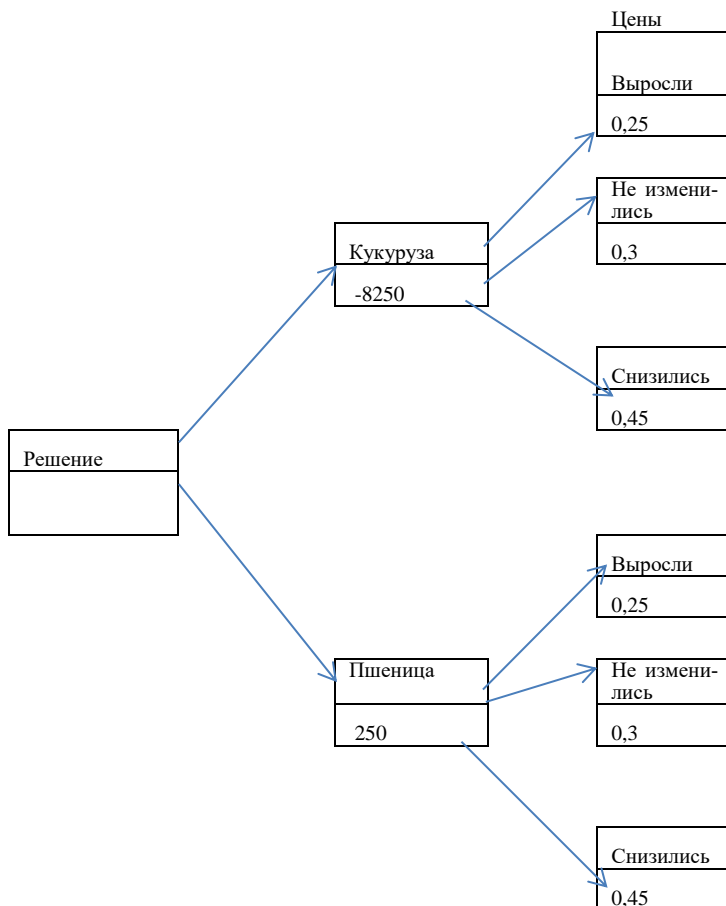 Цены
Выросли
0,25
Не измени-
лись
0,3
Кукуруза
-8250
Снизились
0,45
Решение
Выросли
0,25
Пшеница
250
Не измени-
лись
0,3
Снизились
0,45